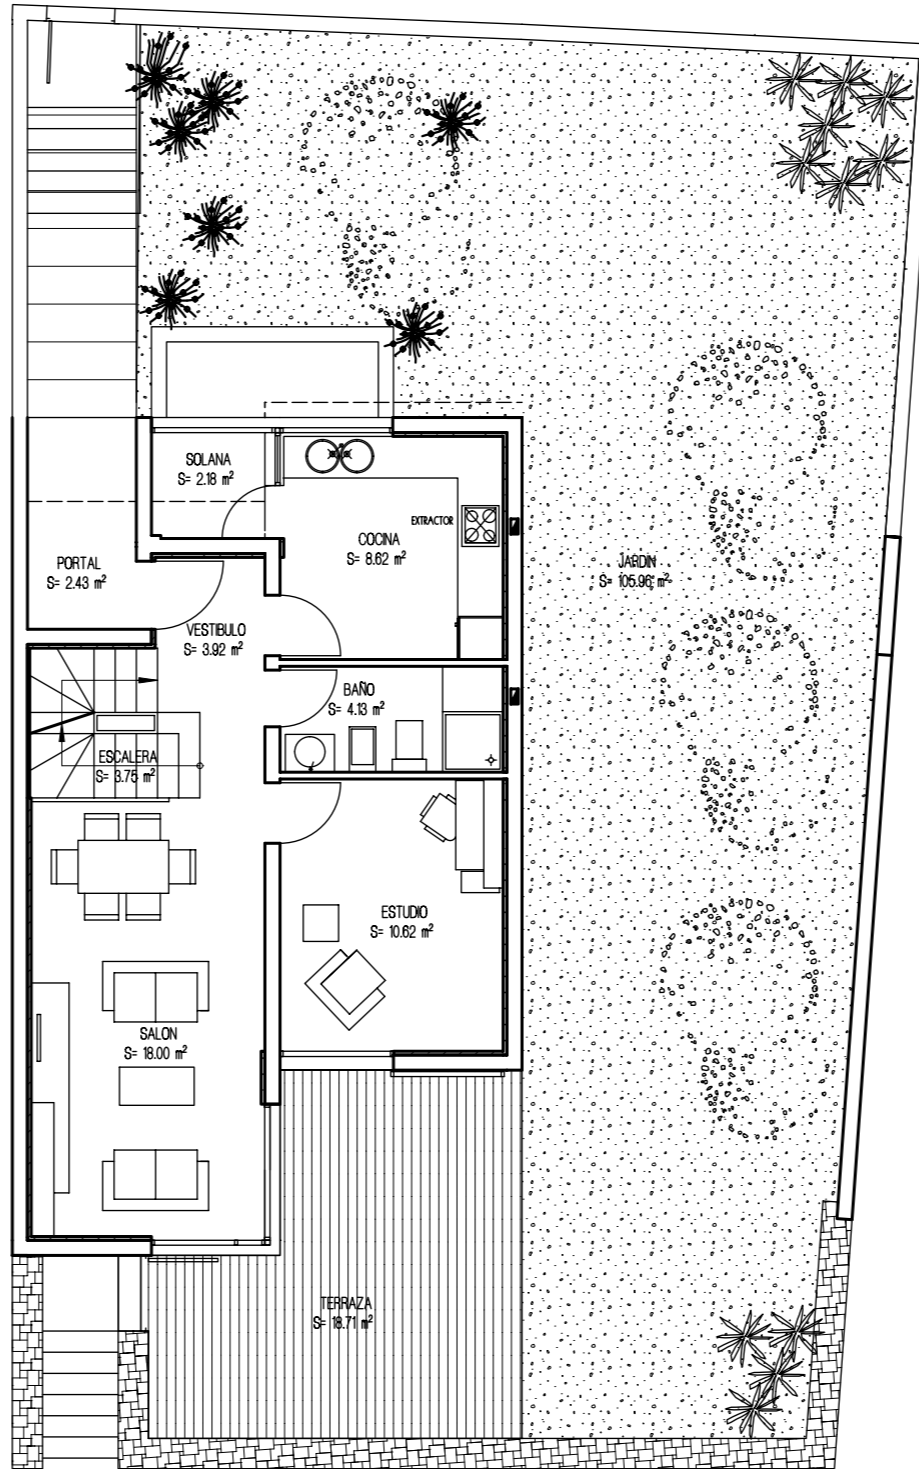 SOLANA
S= 2.18 m²
EXTRACTOR
COCINA
S= 8.62 m²
PORTAL
S= 2.43 m²
JARDIN
S= 105.96 m²
VESTIBULO
S= 3.92 m²
BAÑO
S= 4.13 m²
ESCALERA
S= 3.75 m²
ESTUDIO
S= 10.62 m²
SALON
S= 18.00 m²
TERRAZA
S= 18.71 m²